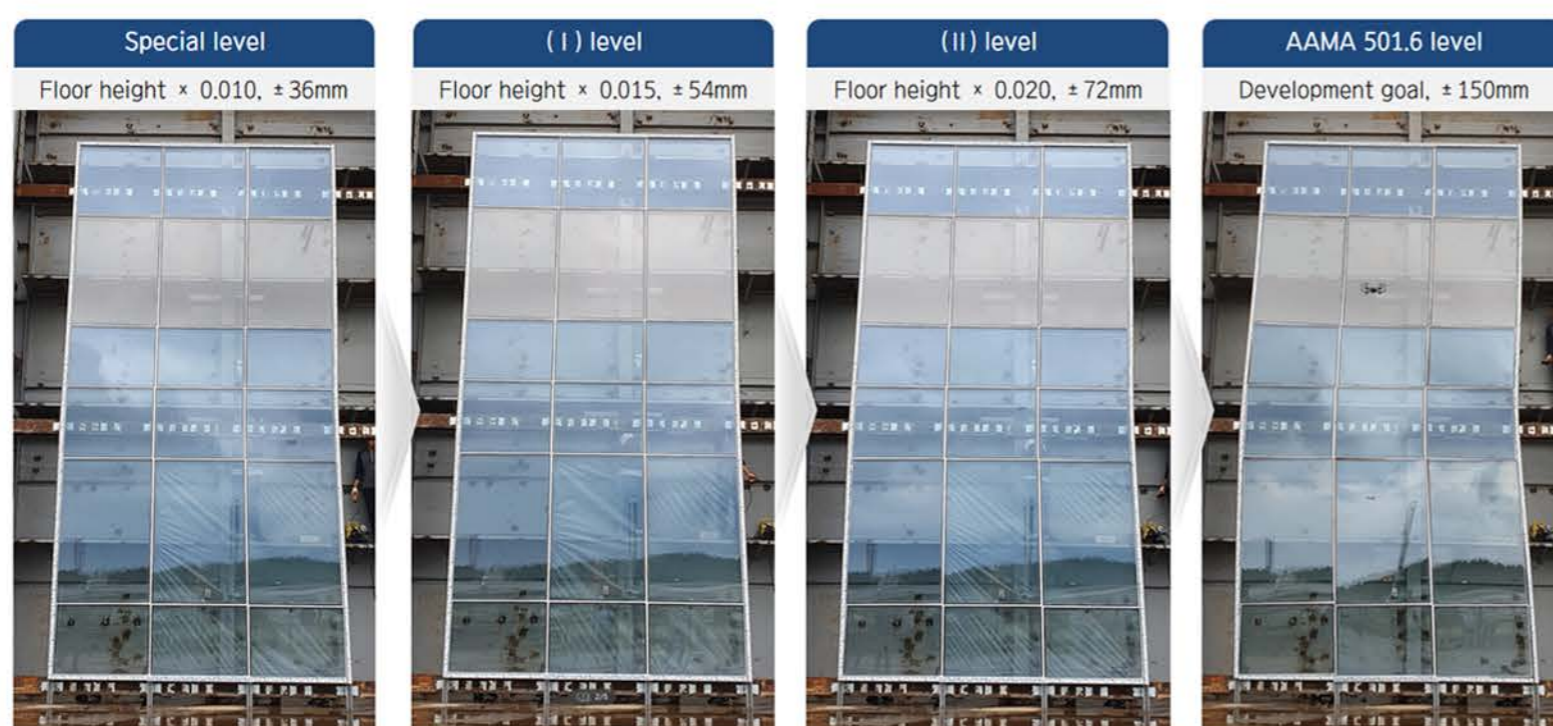 Special level
Floor height × 0.010, ±36mm
( I ) level
Floor height × 0.015, ±54mm
(II) level
Floor height × 0.020, ±72mm
AAMA 501.6 level
Development goal, ±150mm